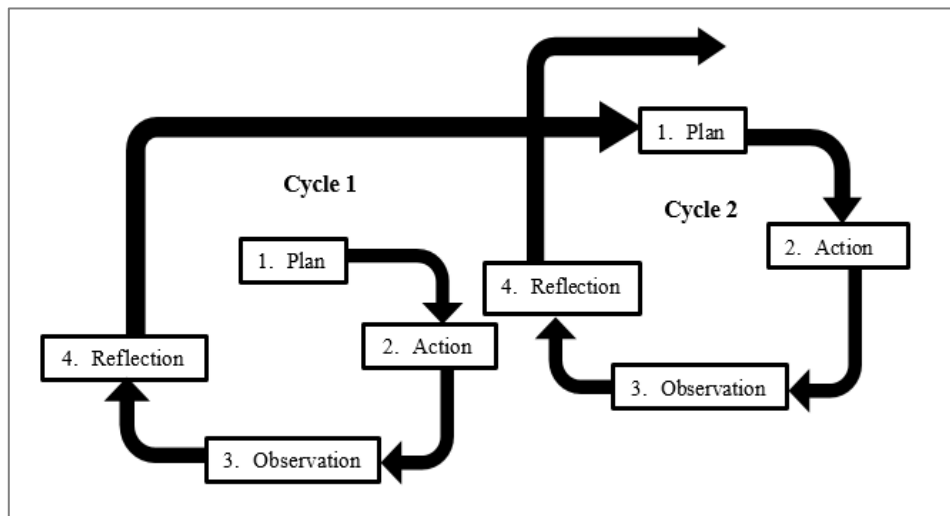 Cycle 1
1. Plan
2. Action
3. Observation
4. Reflection
Cycle 2
1. Plan
2. Action
3. Observation
4. Reflection